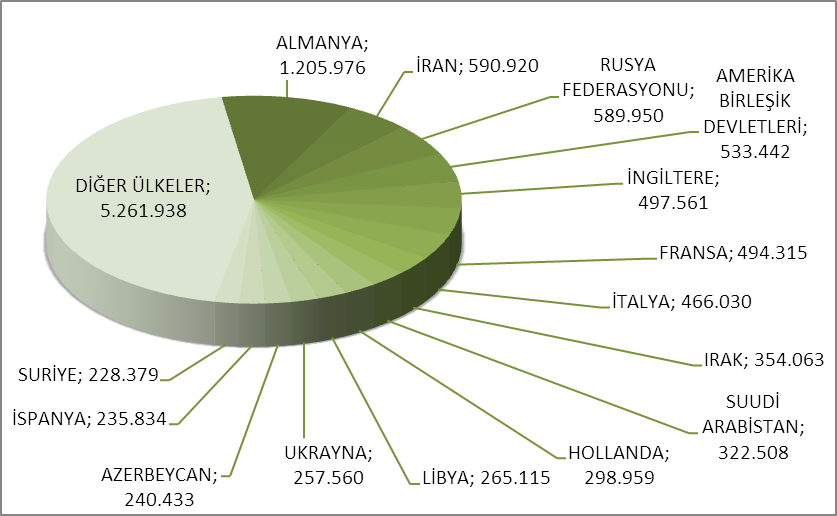 ALMANYA;
1.205.976
İRAN; 590.920
RUSYA
FEDERASYONU;
589.950
AMERİKA
BİRLEŞİK
DEVLETLERİ;
533.442
İNGİLTERE;
497.561
FRANSA; 494.315
İTALYA; 466.030
IRAK; 354.063
SUUDİ
ARABİSTAN;
322.508
HOLLANDA;
298.959
LİBYA; 265.115
UKRAYNA;
257.560
AZERBEYCAN;
240.433
İSPANYA; 235.834
SURİYE; 228.379
DİĞER ÜLKELER;
5.261.938